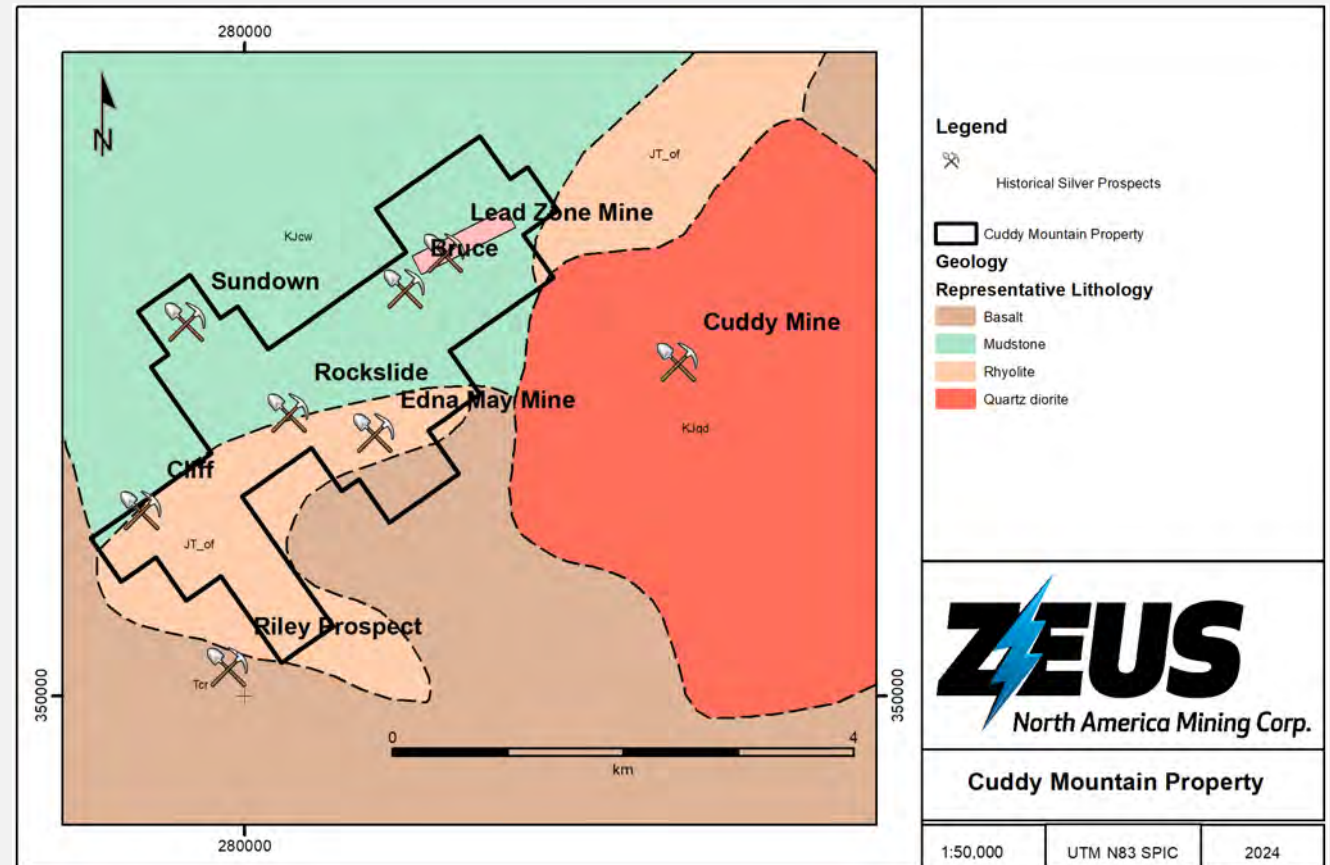 280000
N
JT_of
KJcw
Lead Zone Mine
Bruce
Sundown
Cuddy Mine
Rockslide
Edna May Mine
KJqd
Cliff
JT_of
Riley Prospect
Tcr
350000
350000
0
4
km
280000
Legend
Historical Silver Prospects
Cuddy Mountain Property
Geology
Representative Lithology
Basalt
Mudstone
Rhyolite
Quartz diorite
ZEUS
North America Mining Corp.
Cuddy Mountain Property
1:50,000
UTM N83 SPIC
2024